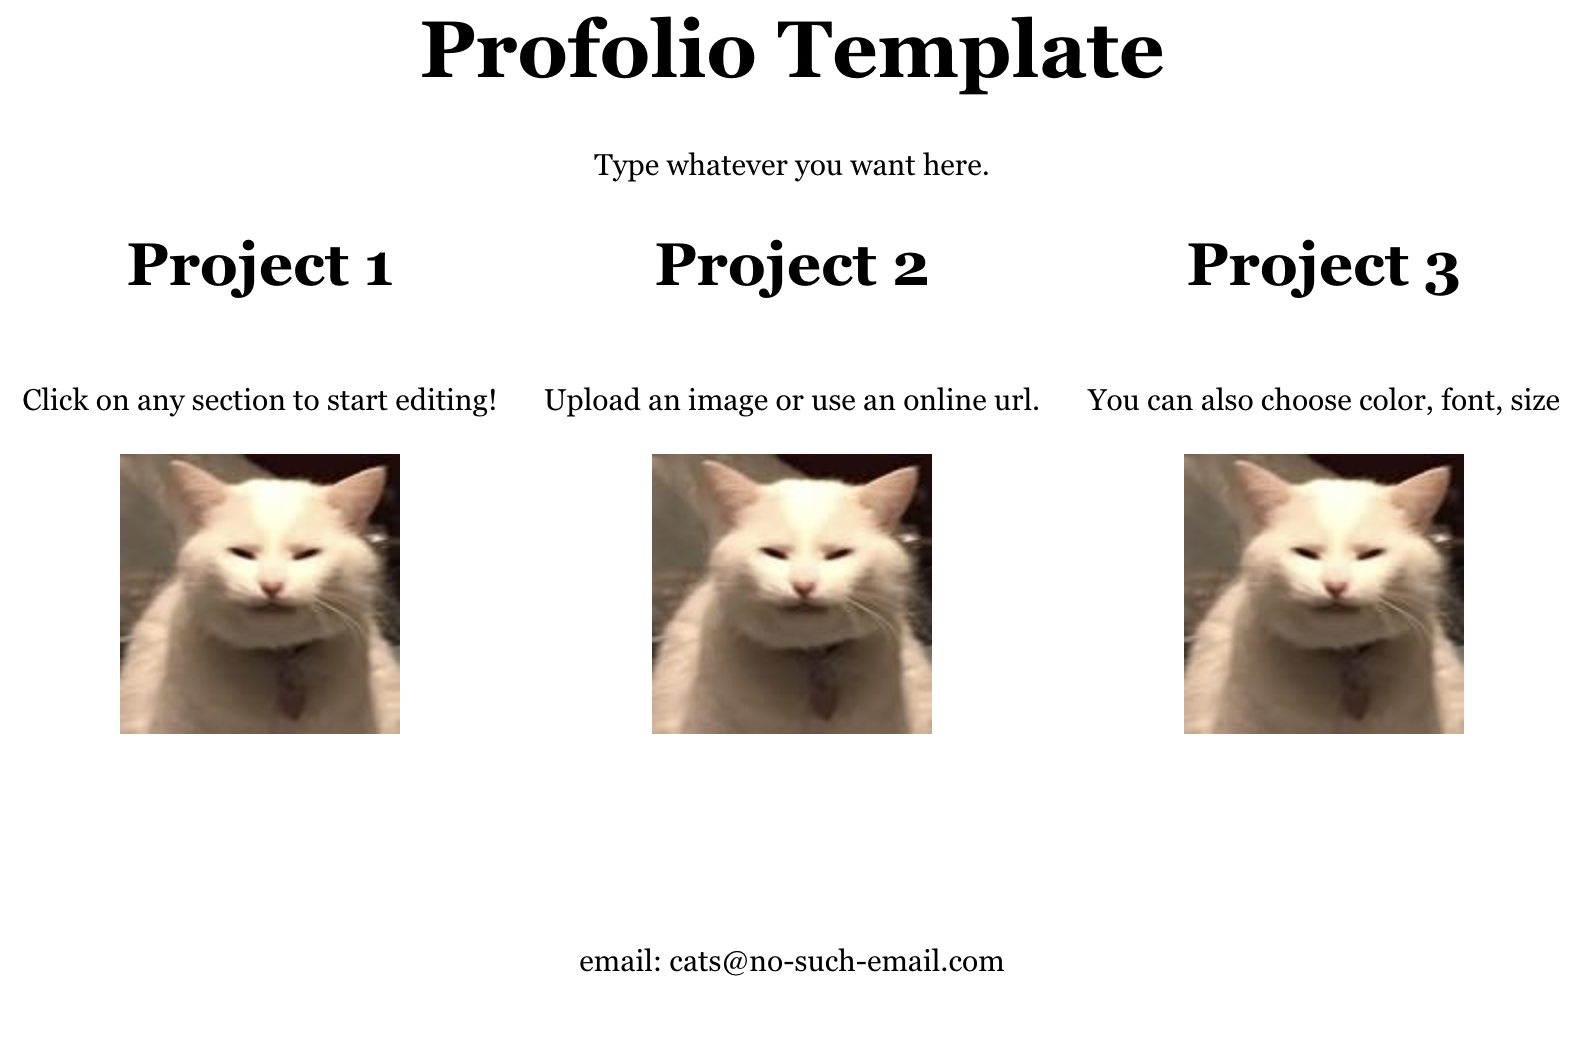 Profolio Template
Type whatever you want here.
Project 1
Project 2
Project 3
Click on any section to start editing!
Upload an image or use an online url.
You can also choose color, font, size
email: cats@no-such-email.com